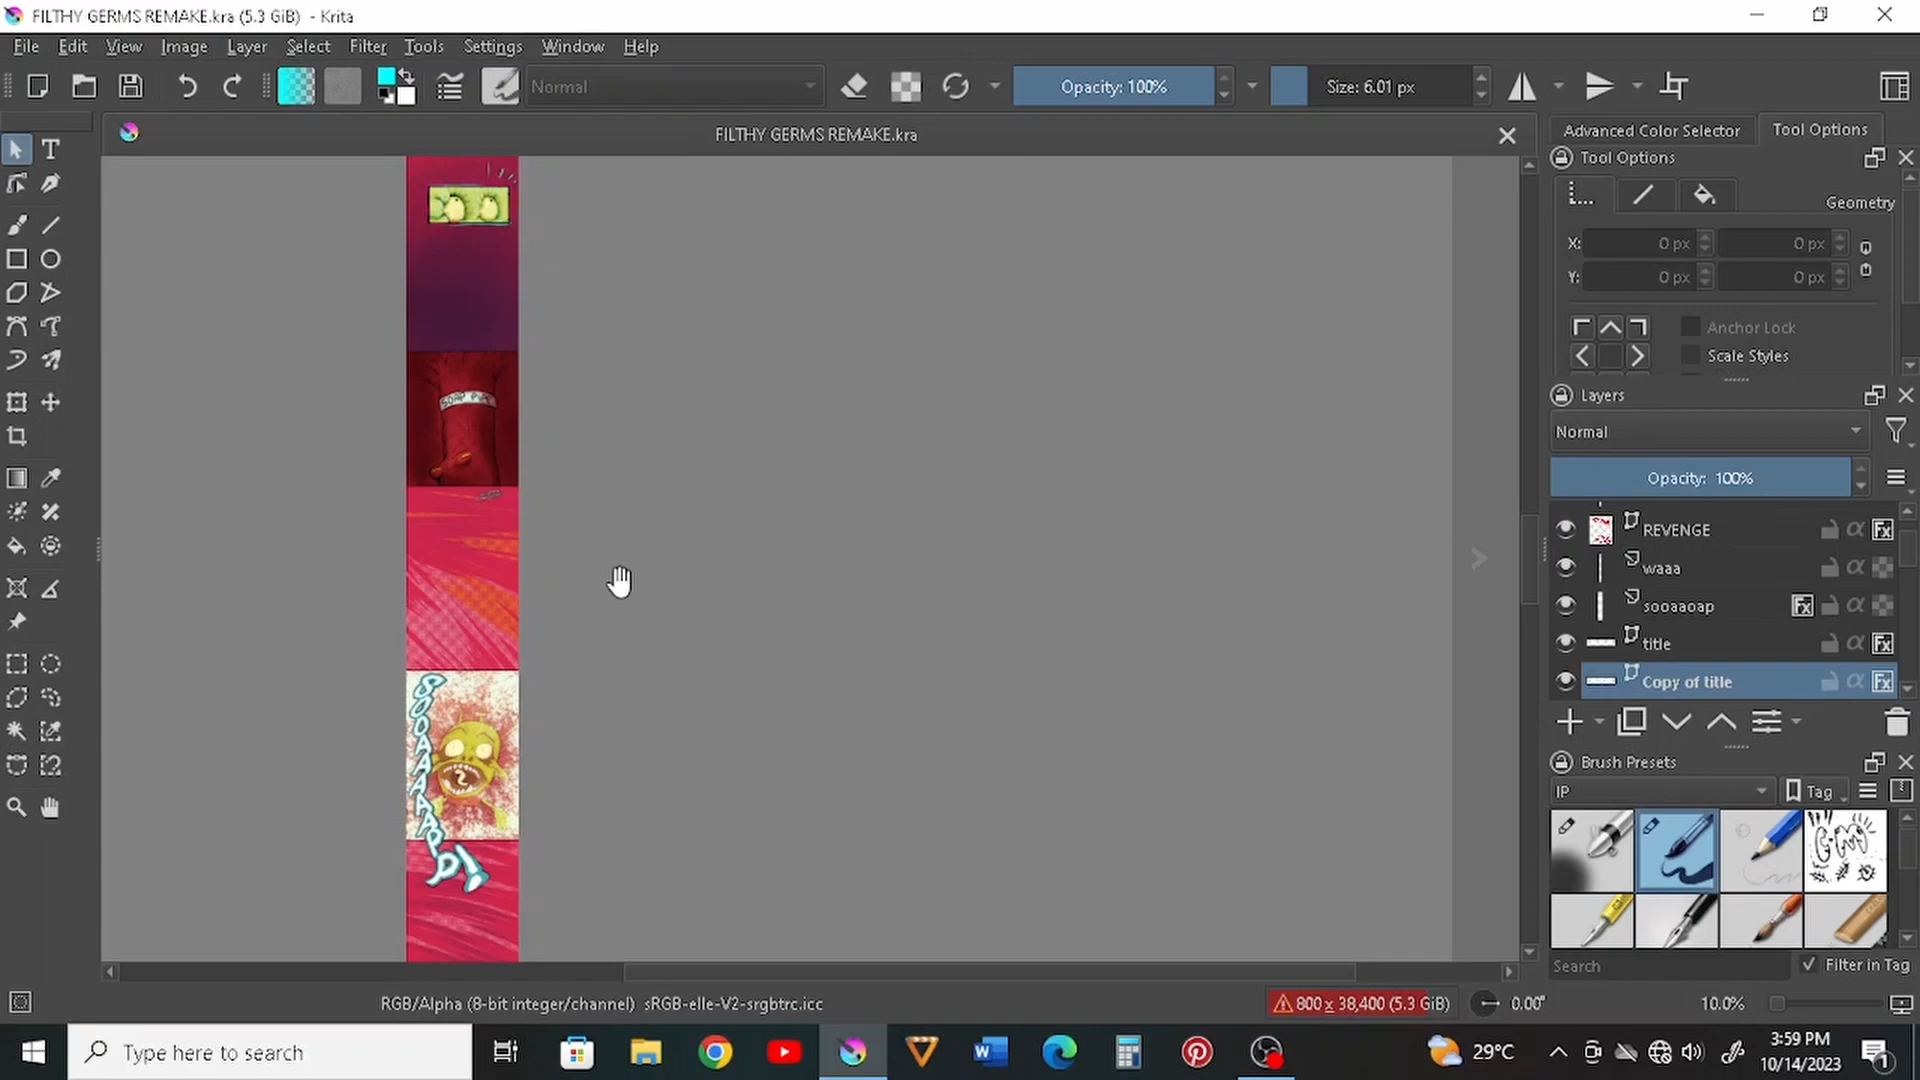 FILTHY GERMS REMAKE.kra (5.3 GiB) - Krita
File Edit View Image Layer Select Filter Tools Settings Window Help
Normal
Opacity: 100%
Size: 6.01 px
FILTHY GERMS REMAKE.kra
Advanced Color Selector
Tool Options
Tool Options
Geometry
X: 0 px 0 px
Y: 0 px 0 px
Anchor Lock
Scale Styles
Layers
Normal
Opacity: 100%
REVENGE
waaa
sooaaoap
title
Copy of title
Brush Presets
IP
Tag
Search
Filter in Tag
RGB/Alpha (8-bit integer/channel) sRGB-elle-V2-srgbtrc.icc
800 x 38,400 (5.3 GiB)
0.00°
10.0%
Type here to search
29°C
3:59 PM
10/14/2023
1